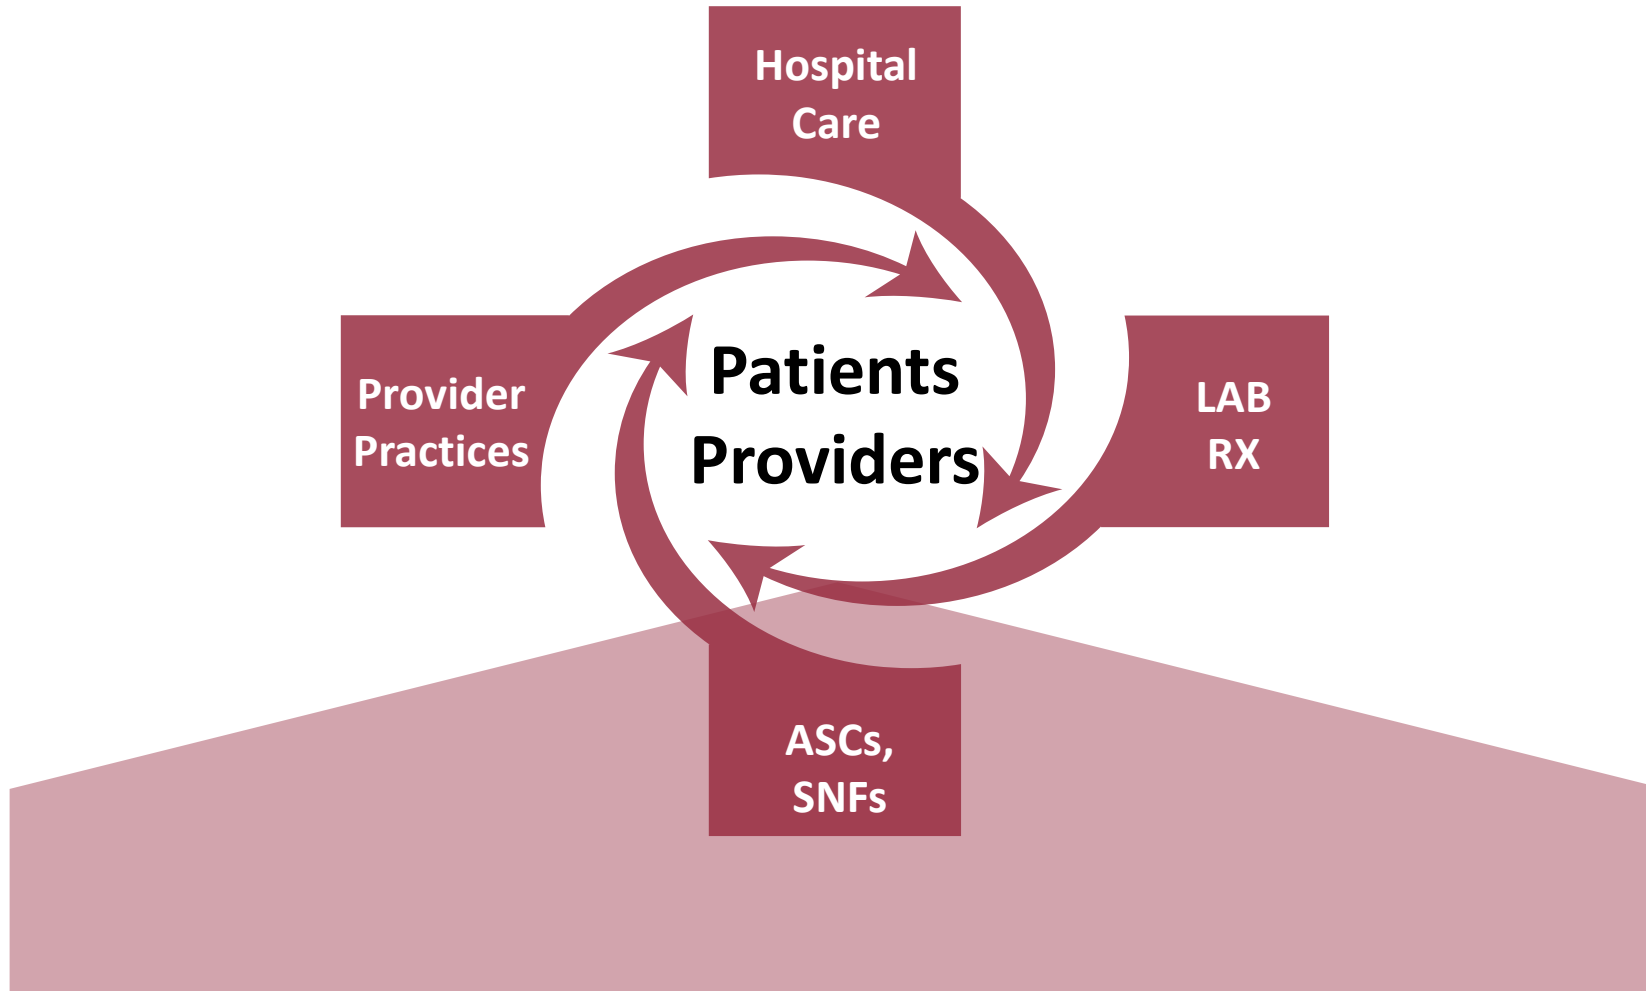 Hospital
Care
Provider
Practices
Patients
Providers
LAB
RX
ASCs,
SNFs